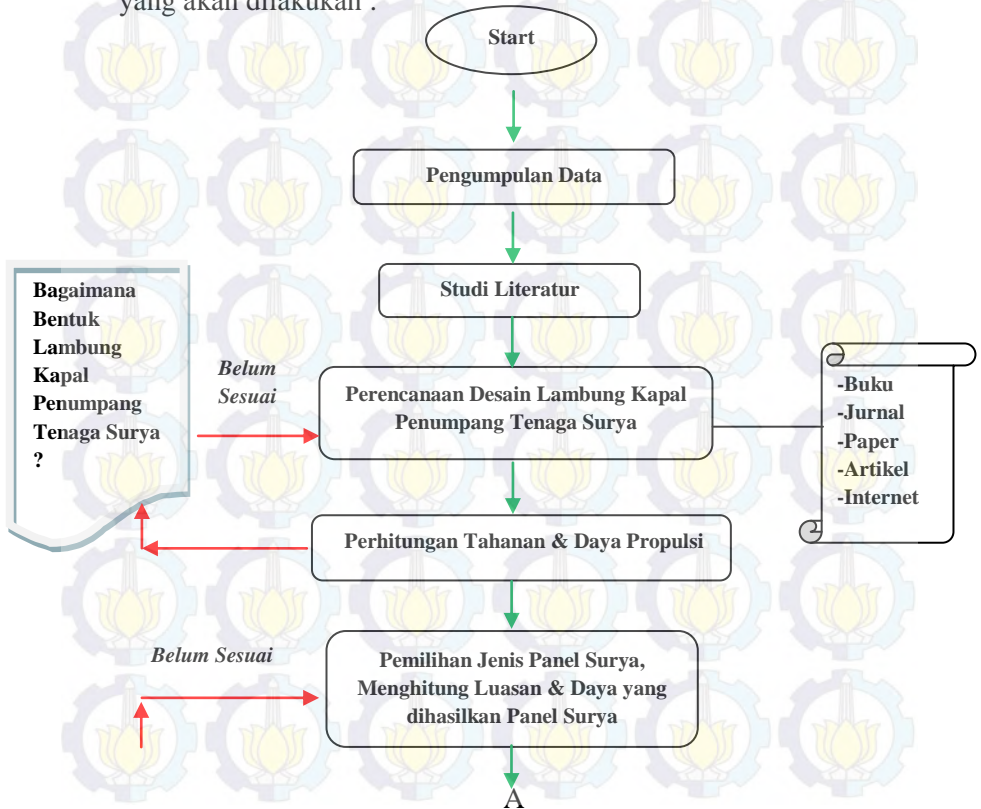 yang akan dilakukan :
Start
Pengumpulan Data
Studi Literatur
Bagaimana
Bentuk
Lambung
Kapal
Penumpang
Tenaga Surya
?
Belum
Sesuai
Perencanaan Desain Lambung Kapal
Penumpang Tenaga Surya
-Buku
-Jurnal
-Paper
-Artikel
-Internet
Perhitungan Tahanan & Daya Propulsi
Belum Sesuai
Pemilihan Jenis Panel Surya,
Menghitung Luasan & Daya yang
dihasilkan Panel Surya
A